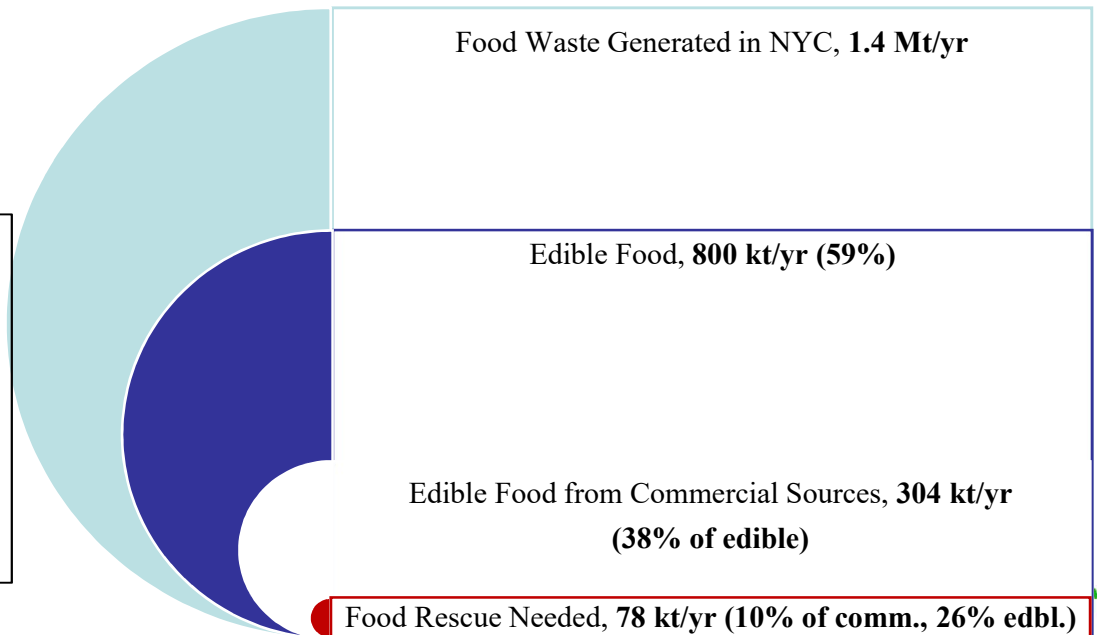 Food Waste Generated in NYC, 1.4 Mt/yr
Edible Food, 800 kt/yr (59%)
Edible Food from Commercial Sources, 304 kt/yr
(38% of edible)
Food Rescue Needed, 78 kt/yr (10% of comm., 26% edbl.)